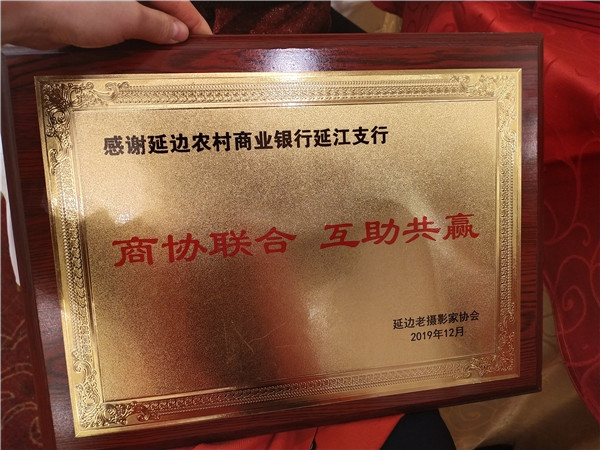 感谢延边农村商业银行延江支行
商协联合 互助共赢
延边老摄影家协会
2019年12月